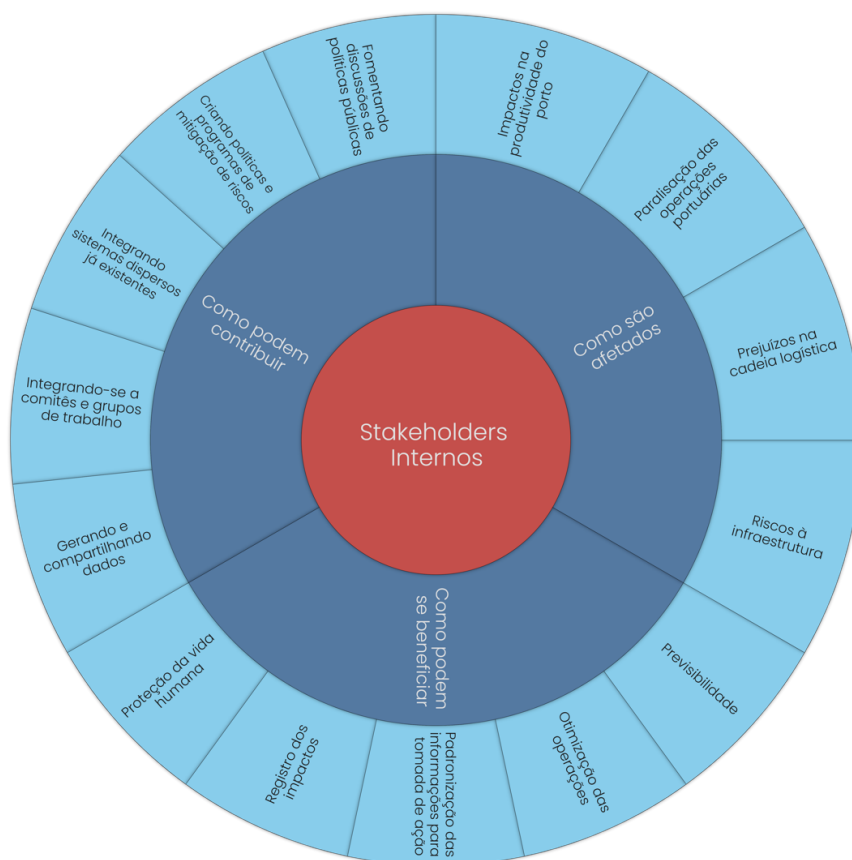 Stakeholders
Internos
Como são
afetados
Impactos na
produtividade do
porto
Paralisação das
operações
portuárias
Prejuízos na
cadeia logística
Riscos à
infraestrutura
Como podem
se beneficiar
Previsibilidade
Otimização das
operações
Padronização das
informações para
tomada de ação
Registro dos
impactos
Proteção da vida
humana
Como podem
contribuir
Gerando e
compartilhando
dados
Integrando-se a
comitês e grupos
de trabalho
Integrando
sistemas dispersos
já existentes
Criando políticas e
programas de
mitigação de riscos
Fomentando
discussões de
políticas públicas